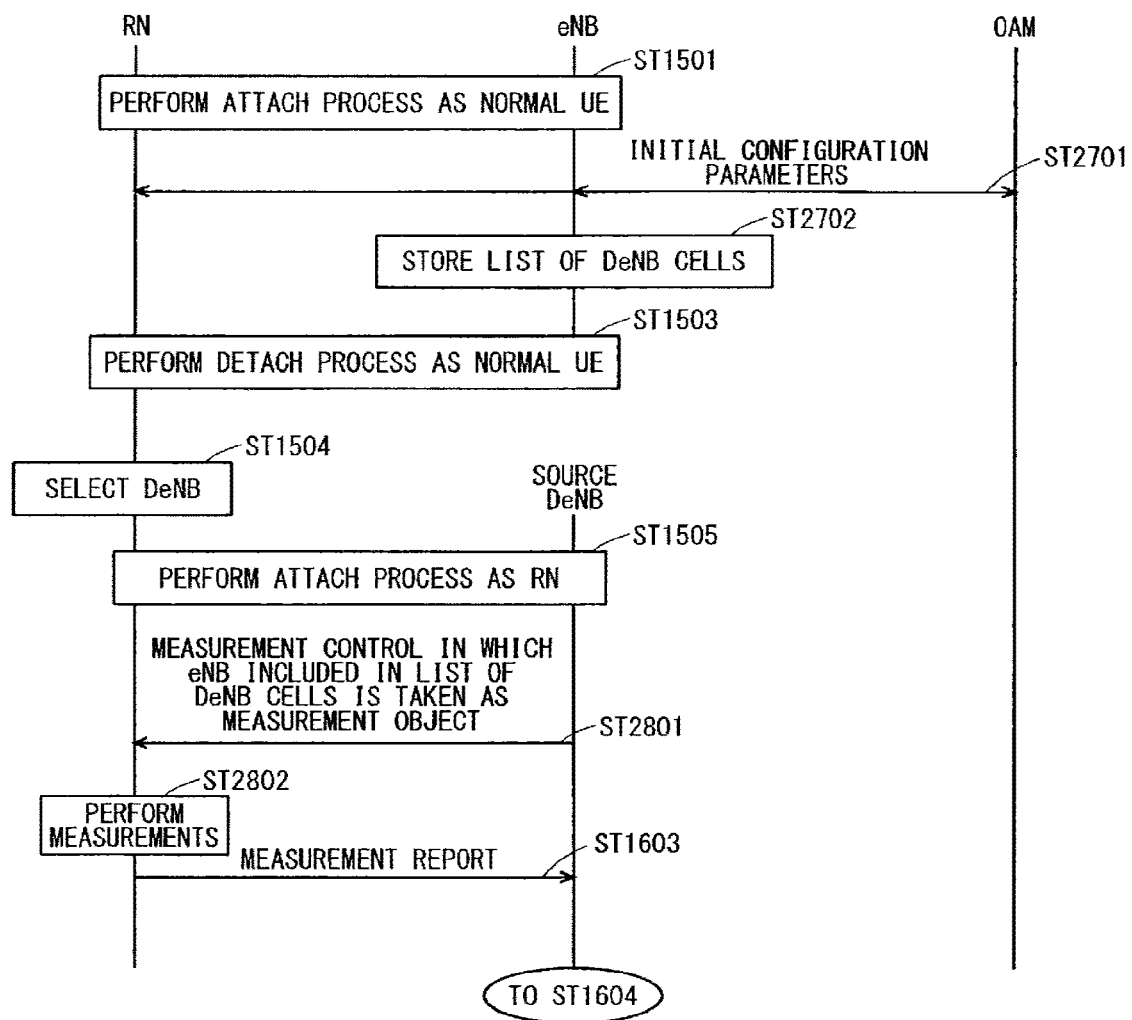 RN
eNB
OAM
ST1501
PERFORM ATTACH PROCESS AS NORMAL UE
INITIAL CONFIGURATION
PARAMETERS
ST2701
ST2702
STORE LIST OF DeNB CELLS
ST1503
PERFORM DETACH PROCESS AS NORMAL UE
ST1504
SELECT DeNB
SOURCE
DeNB
ST1505
PERFORM ATTACH PROCESS AS RN
MEASUREMENT CONTROL IN WHICH
eNB INCLUDED IN LIST OF
DeNB CELLS IS TAKEN AS
MEASUREMENT OBJECT
ST2801
ST2802
PERFORM
MEASUREMENTS
MEASUREMENT REPORT
ST1603
TO ST1604